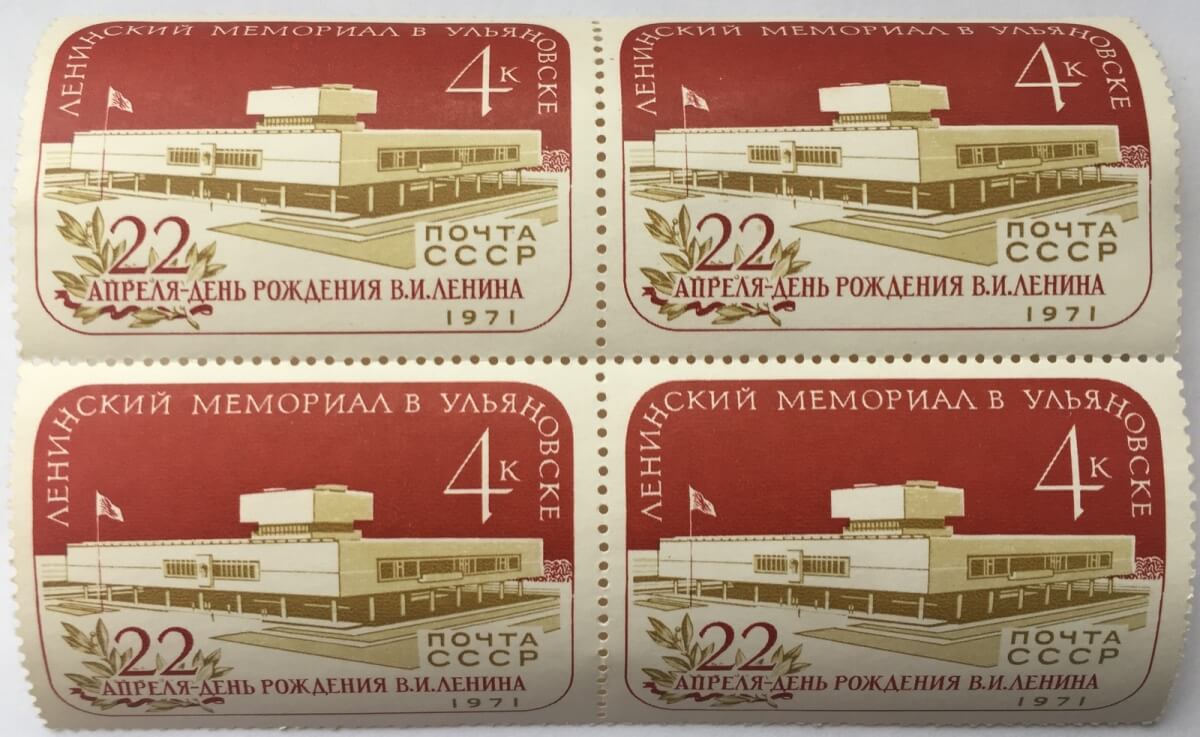 ЛЕНИНСКИЙ МЕМОРИАЛ В УЛЬЯНОВСКЕ
4 К
ПОЧТА
СССР
22
АПРЕЛЯ-ДЕНЬ РОЖДЕНИЯ В.И.ЛЕНИНА
1971
ЛЕНИНСКИЙ МЕМОРИАЛ В УЛЬЯНОВСКЕ
4 К
ПОЧТА
СССР
22
АПРЕЛЯ-ДЕНЬ РОЖДЕНИЯ В.И.ЛЕНИНА
1971
ЛЕНИНСКИЙ МЕМОРИАЛ В УЛЬЯНОВСКЕ
4 К
ПОЧТА
СССР
22
АПРЕЛЯ-ДЕНЬ РОЖДЕНИЯ В.И.ЛЕНИНА
1971
ЛЕНИНСКИЙ МЕМОРИАЛ В УЛЬЯНОВСКЕ
4 К
ПОЧТА
СССР
22
АПРЕЛЯ-ДЕНЬ РОЖДЕНИЯ В.И.ЛЕНИНА
1971